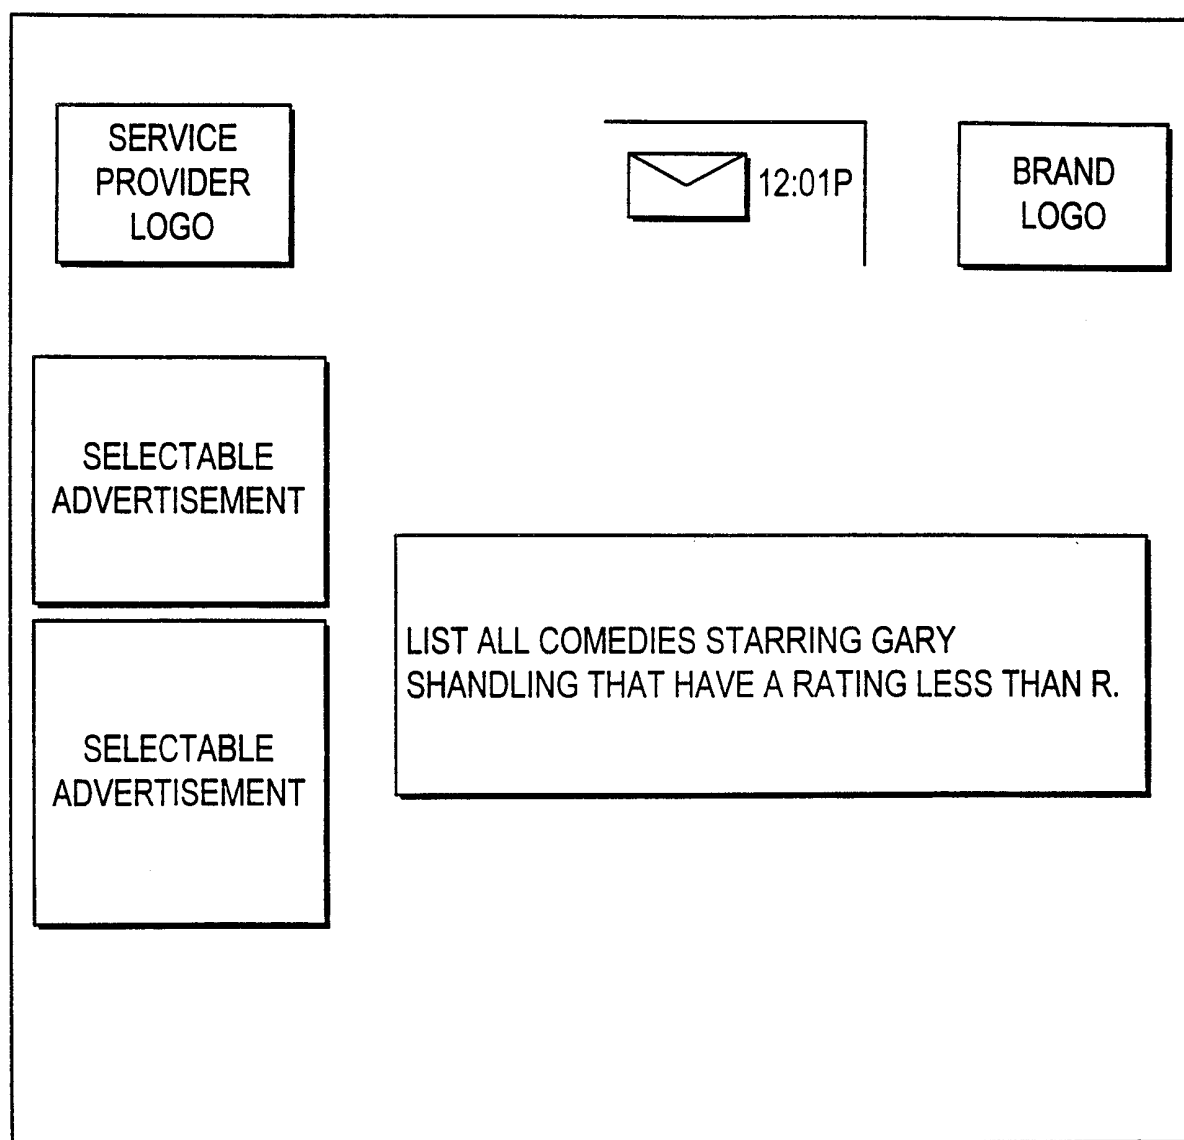 SERVICE
PROVIDER
LOGO
12:01P
BRAND
LOGO
SELECTABLE
ADVERTISEMENT
SELECTABLE
ADVERTISEMENT
LIST ALL COMEDIES STARRING GARY
SHANDLING THAT HAVE A RATING LESS THAN R.